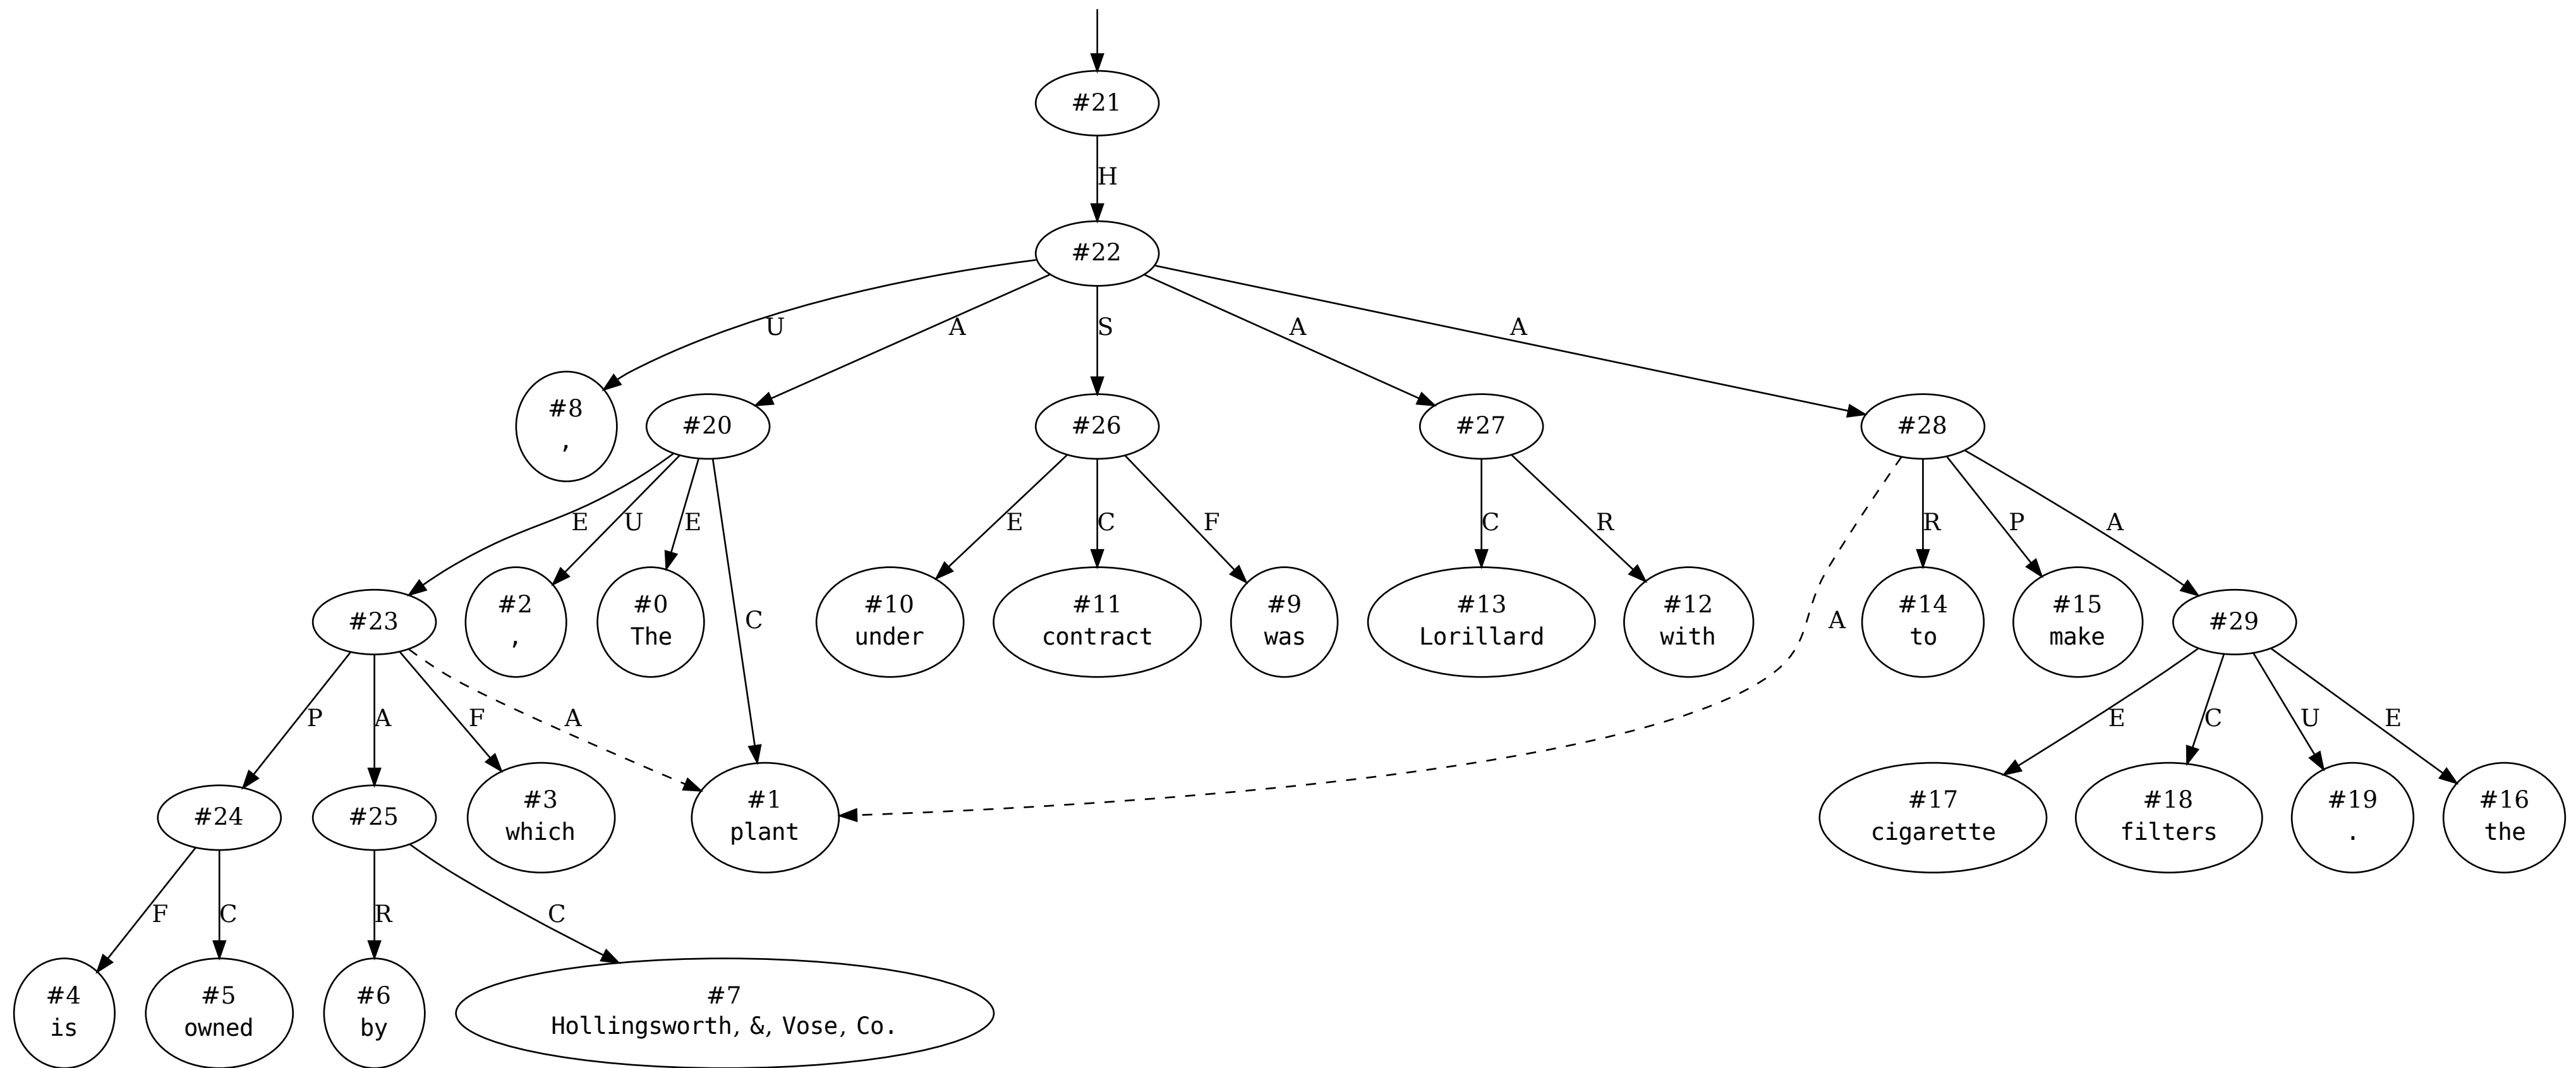 #21
H
#22
U A S A A
#8
,
#20
#26
#27
#28
E U E C E C F C R A R P A
#23
#2
,
#0
The
#10
under
#11
contract
#9
was
#13
Lorillard
#12
with
#14
to
#15
make
#29
P A F A E C U E
#24
#25
#3
which
#1
plant
#17
cigarette
#18
filters
#19
.
#16
the
F C R C
#4
is
#5
owned
#6
by
#7
Hollingsworth, &, Vose, Co.